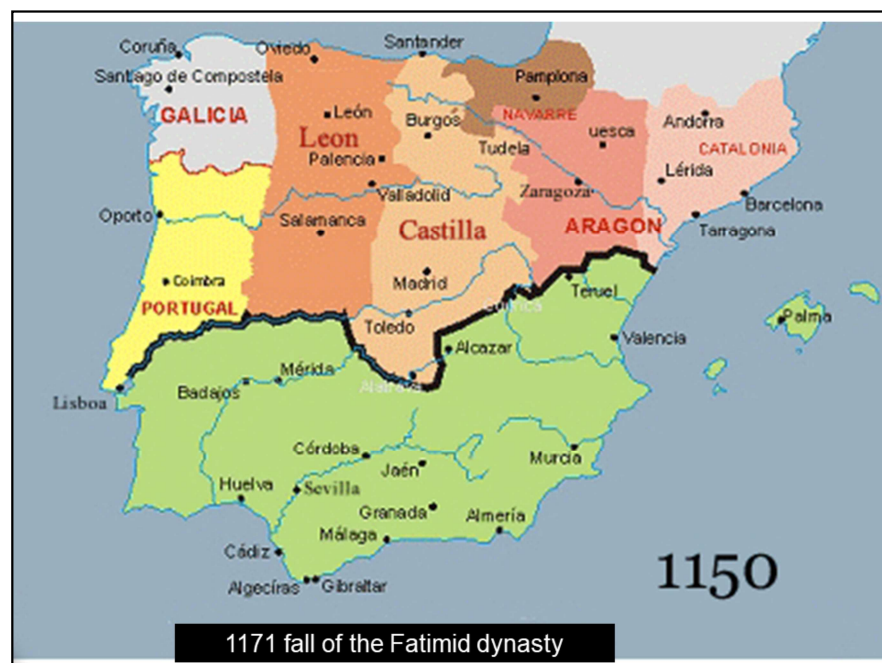 Coruña
Oviedo
Santander
Santiago de Compostela
Pamplona
GALICIA
León
Burgos
NAVARRE
uesca
Andorra
Leon
CATALONIA
Palencia
Tudela
Lérida
Valladolid
Zaragoza
Barcelona
Oporto
Salamanca
Castilla
ARAGON
Tarragona
Coimbra
Madrid
Teruel
PORTUGAL
Toledo
Palma
Alcazar
Valencia
Mérida
Badajos
Lisboa
Córdoba
Murcia
Jaén
Huelva
Sevilla
Granada
Almería
Málaga
Cádiz
1150
Algecíras
Gibraltar
1171 fall of the Fatimid dynasty